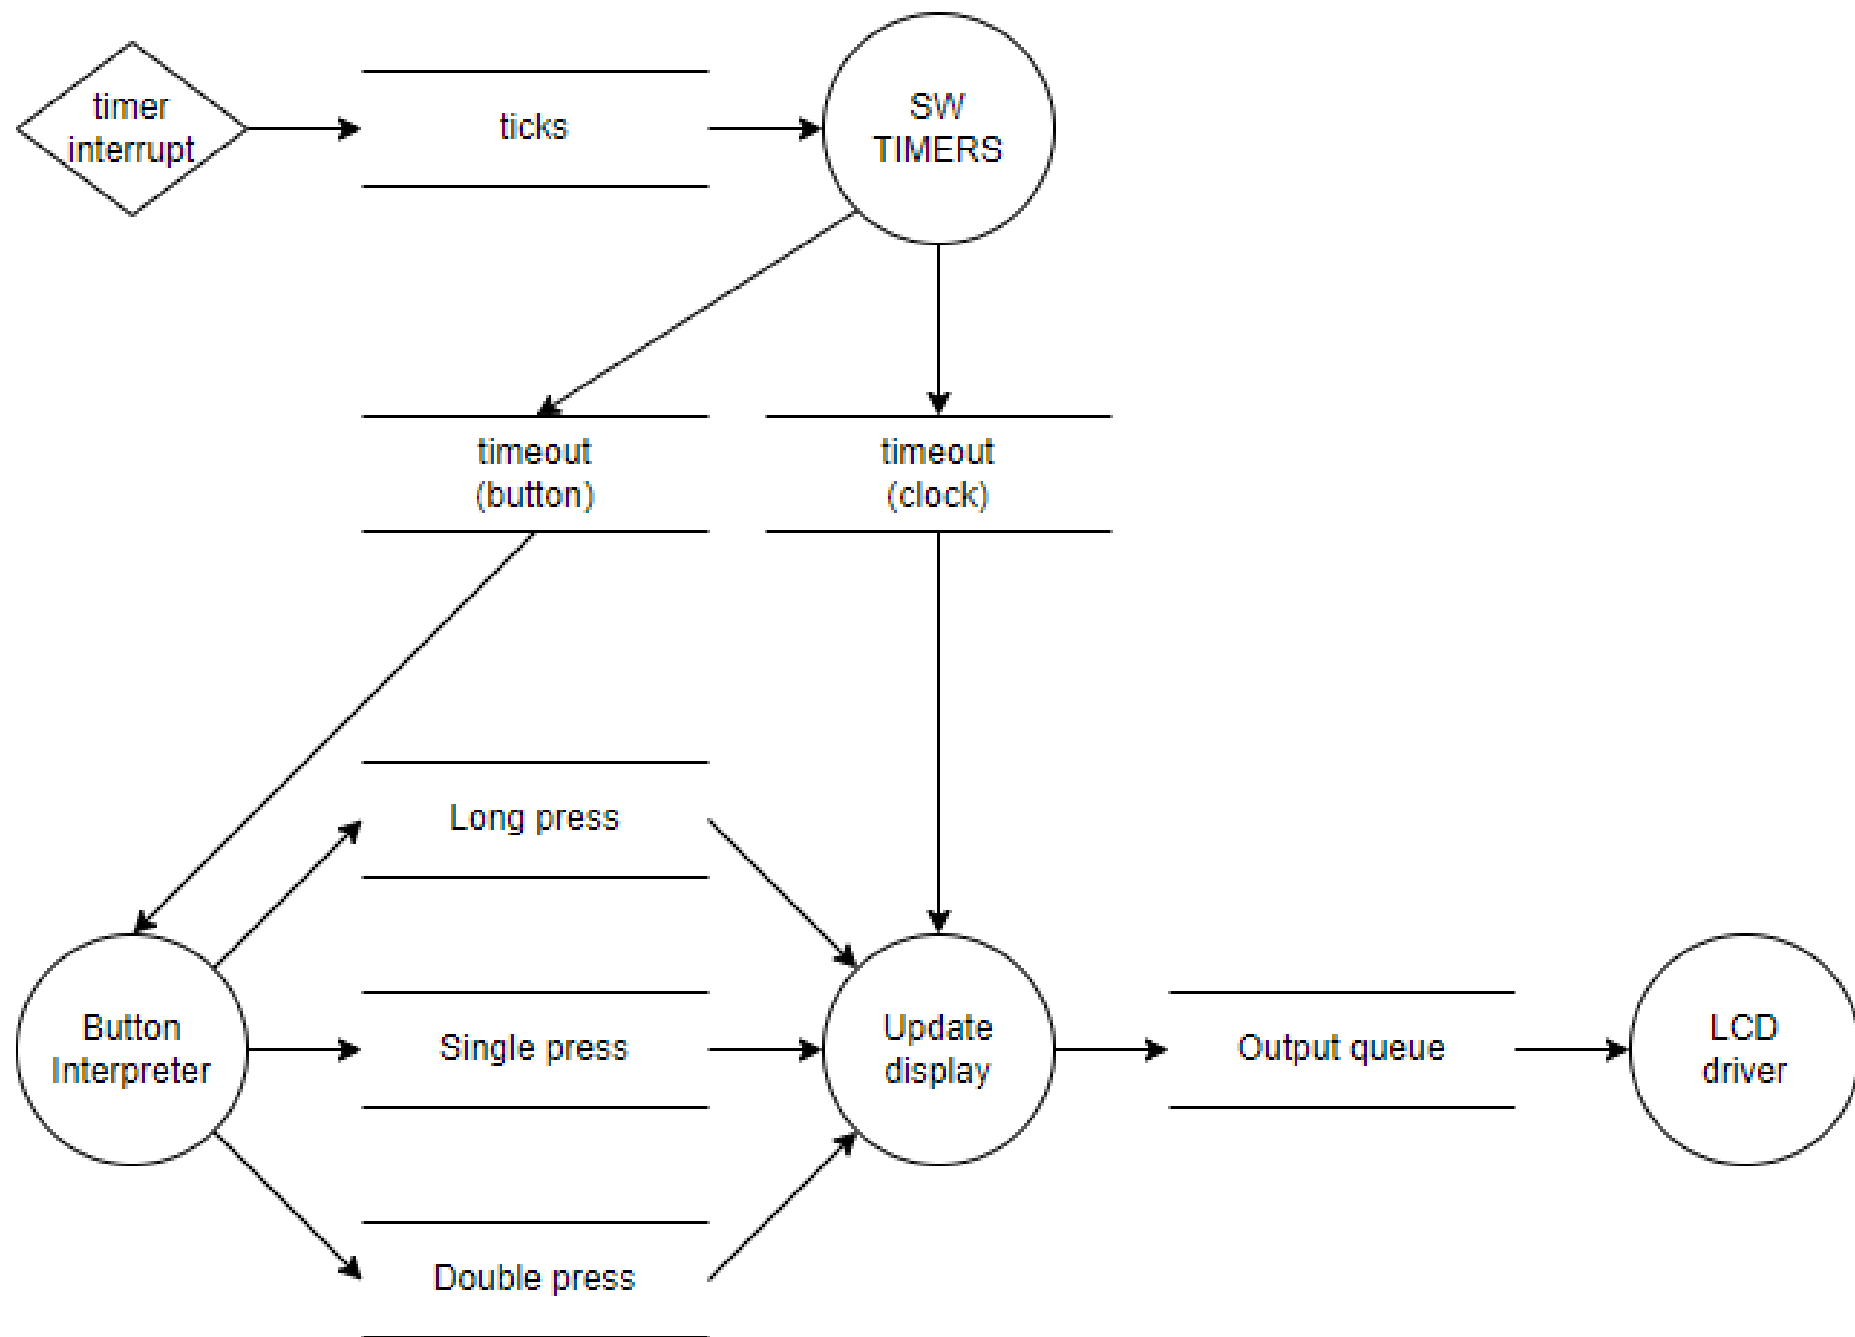 timer
interrupt
ticks
SW
TIMERS
timeout
(button)
timeout
(clock)
Long press
Button
Interpreter
Single press
Update
display
Output queue
LCD
driver
Double press